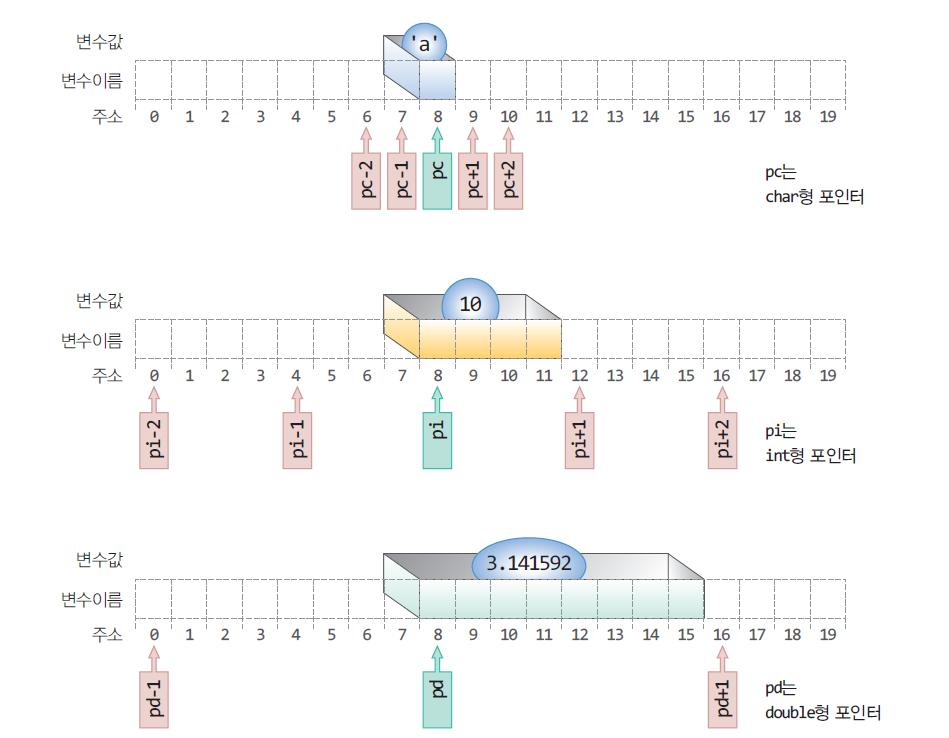 변수값 'a'
변수이름
주소 0 1 2 3 4 5 6 7 8 9 10 11 12 13 14 15 16 17 18 19
pc-2 pc-1 pc pc+1 pc+2
pc는
char형 포인터
변수값 10
변수이름
주소 0 1 2 3 4 5 6 7 8 9 10 11 12 13 14 15 16 17 18 19
pi-2 pi-1 pi pi+1 pi+2
pi는
int형 포인터
변수값 3.141592
변수이름
주소 0 1 2 3 4 5 6 7 8 9 10 11 12 13 14 15 16 17 18 19
pd-1 pd pd+1
pd는
double형 포인터